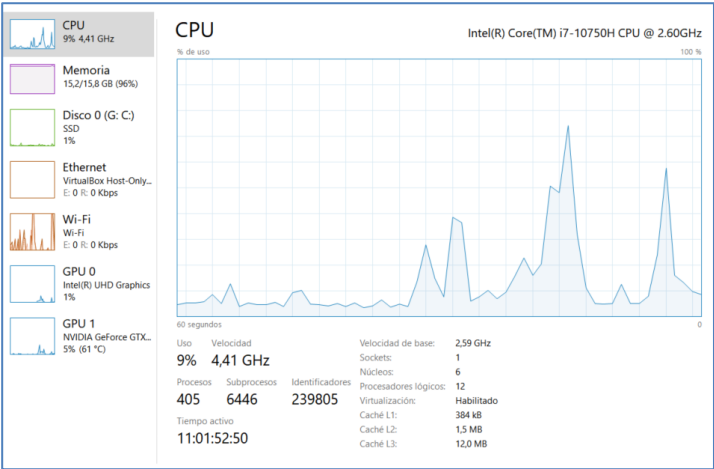 CPU
9% 4,41 GHz
Memoria
15,2/15,8 GB (96%)
Disco 0 (G: C:)
SSD
1%
Ethernet
VirtualBox Host-Only...
E: 0 R: 0 Kbps
Wi-Fi
Wi-Fi
E: 0 R: 0 Kbps
GPU 0
Intel(R) UHD Graphics
1%
GPU 1
NVIDIA GeForce GTX...
5% (61 °C)
CPU
Intel(R) Core(TM) i7-10750H CPU @ 2.60GHz
% de uso
100 %
60 segundos
0
Uso Velocidad
9% 4,41 GHz
Procesos Subprocesos Identificadores
405 6446 239805
Tiempo activo
11:01:52:50
Velocidad de base: 2,59 GHz
Sockets: 1
Núcleos: 6
Procesadores lógicos: 12
Virtualización: Habilitado
Caché L1: 384 kB
Caché L2: 1,5 MB
Caché L3: 12,0 MB